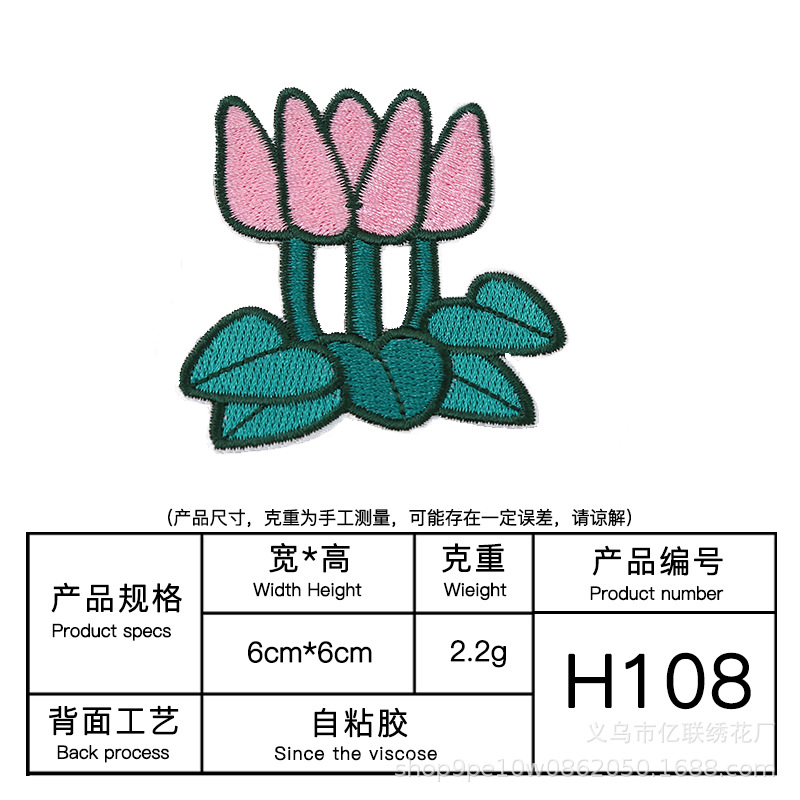 (产品尺寸，克重为手工测量，可能存在一定误差，请谅解)
产品规格
Product specs
宽*高
Width Height
克重
Wieight
产品编号
Product number
6cm*6cm
2.2g
H108
背面工艺
Back process
自粘胶
Since the viscose
义乌市亿联绣花厂
shop9pe10w0862050.1688.com